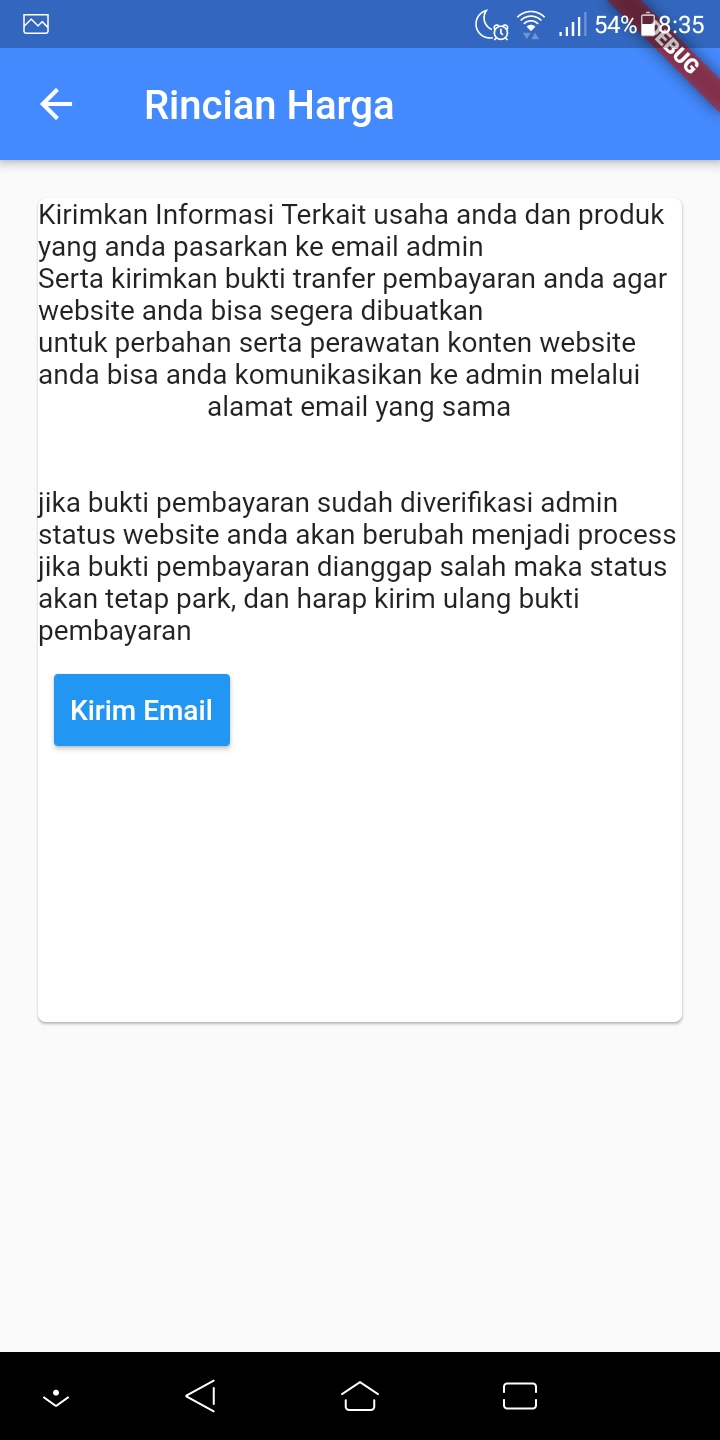 54% 8:35
DEBUG
Rincian Harga
Kirimkan Informasi Terkait usaha anda dan produk
yang anda pasarkan ke email admin
Serta kirimkan bukti tranfer pembayaran anda agar
website anda bisa segera dibuatkan
untuk perbahan serta perawatan konten website
anda bisa anda komunikasikan ke admin melalui
alamat email yang sama
jika bukti pembayaran sudah diverifikasi admin
status website anda akan berubah menjadi process
jika bukti pembayaran dianggap salah maka status
akan tetap park, dan harap kirim ulang bukti
pembayaran
Kirim Email